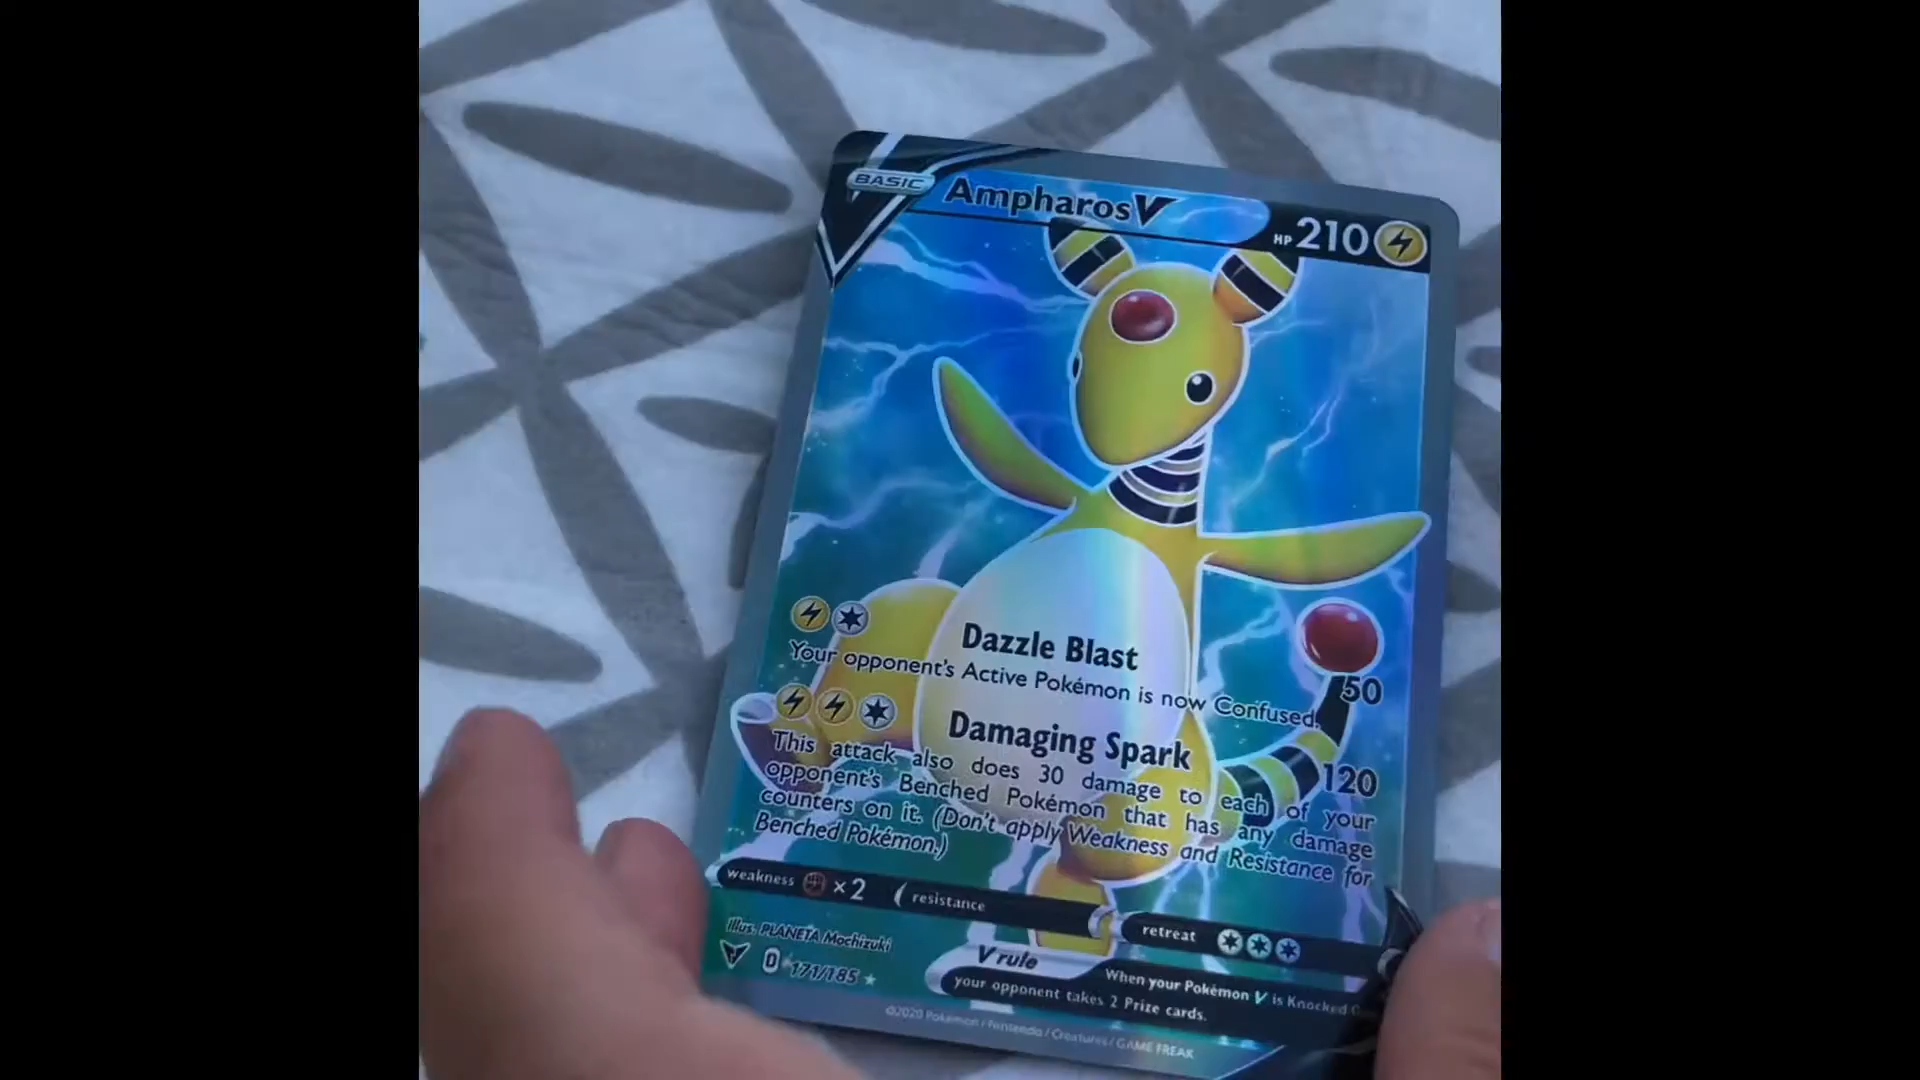 BASIC
Ampharos V
HP 210
Dazzle Blast
50
Your opponent's Active Pokémon is now Confused.
Damaging Spark
120
This attack also does 30 damage to each of your
opponent's Benched Pokémon that has any damage
counters on it. (Don't apply Weakness and Resistance for
Benched Pokémon.)
weakness ×2 resistance retreat
Illus. PLANETA Mochizuki
D 171/185
V rule
When your Pokémon V is Knocked
your opponent takes 2 Prize cards.
©2020 Pokémon / Nintendo / Creatures / GAME FREAK